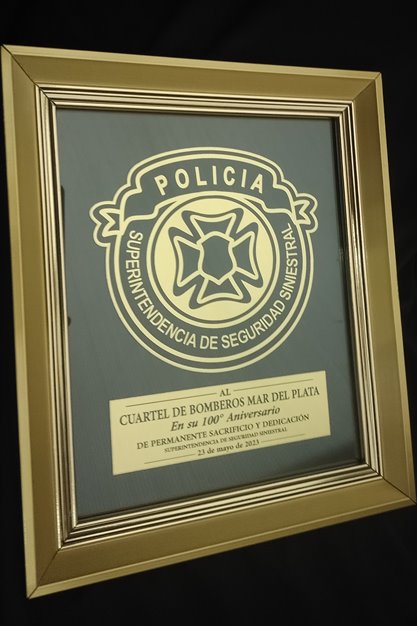 POLICIA
SUPERINTENDENCIA DE SEGURIDAD SINIESTRAL
AL
CUARTEL DE BOMBEROS MAR DEL PLATA
En su 100° Aniversario
DE PERMANENTE SACRIFICIO Y DEDICACIÓN
SUPERINTENDENCIA DE SEGURIDAD SINIESTRAL
23 de mayo de 2023